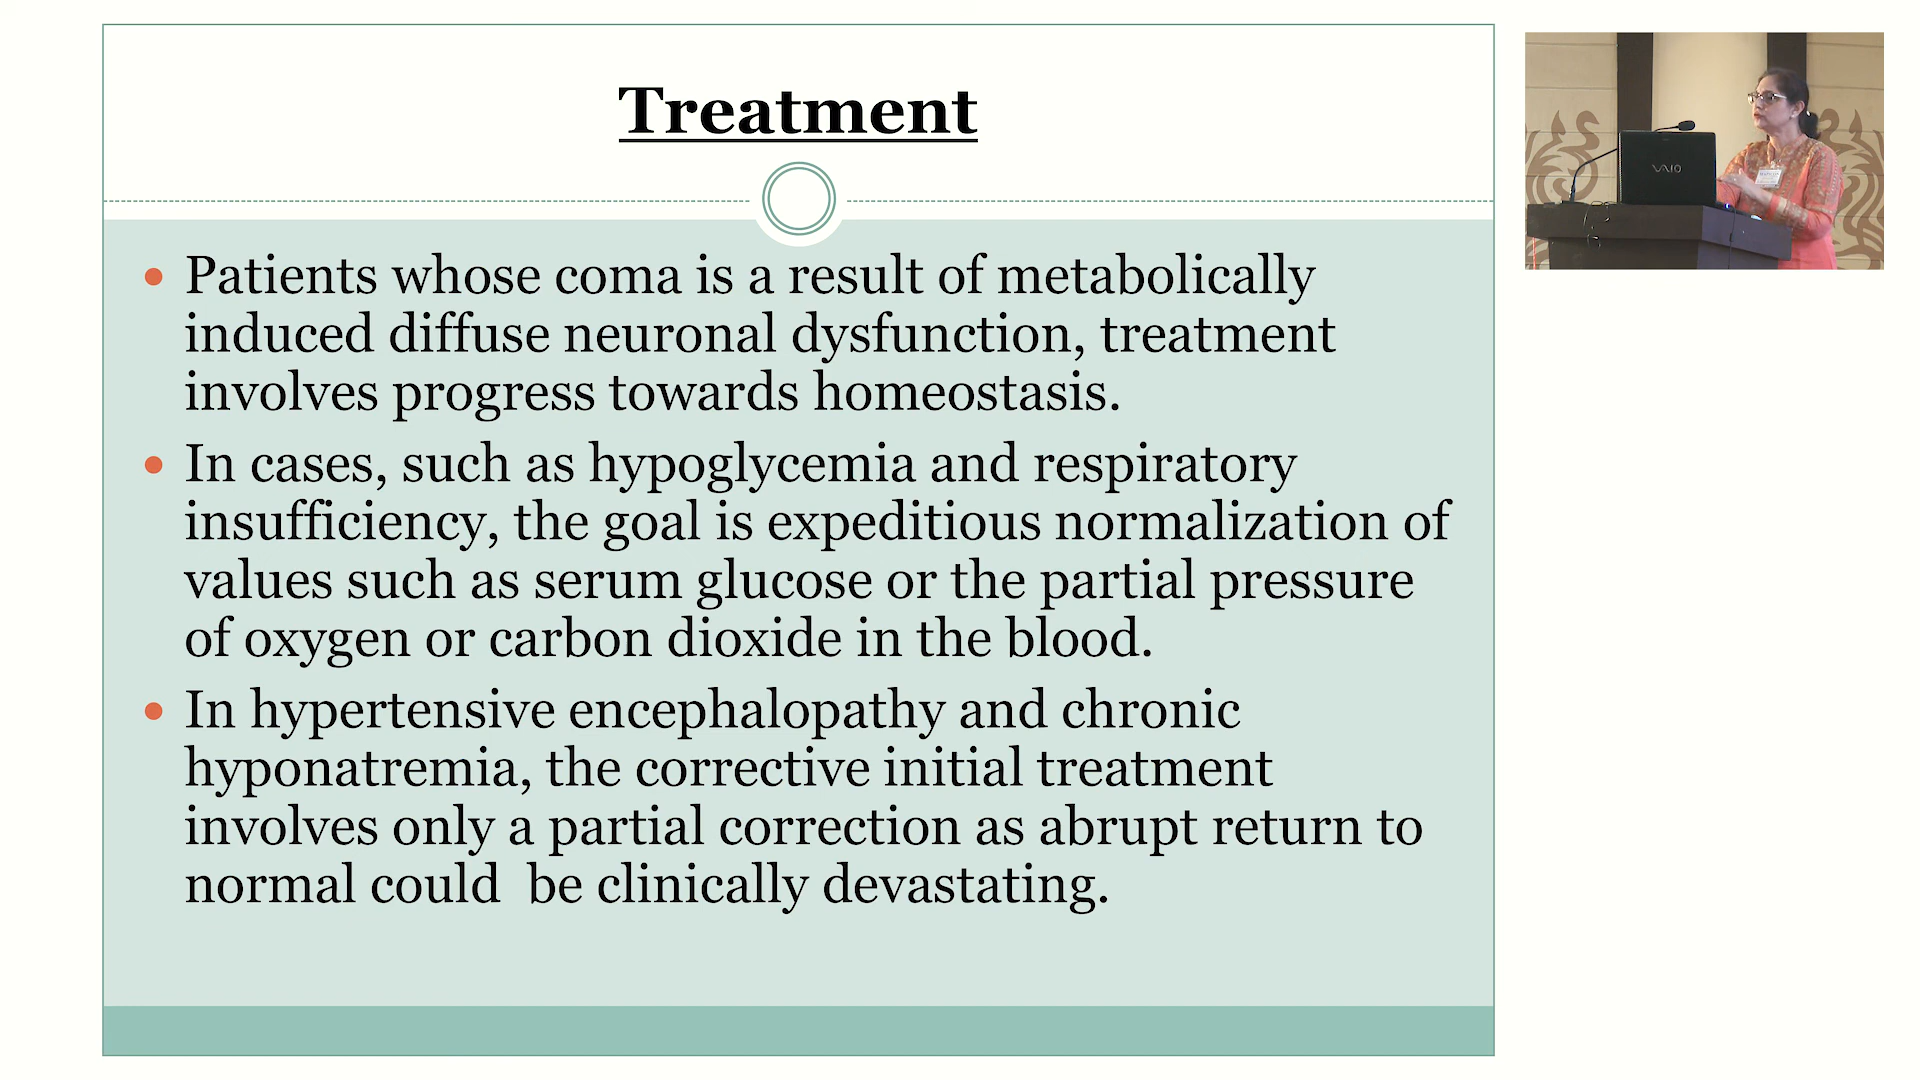 Treatment
Patients whose coma is a result of metabolically
induced diffuse neuronal dysfunction, treatment
involves progress towards homeostasis.
In cases, such as hypoglycemia and respiratory
insufficiency, the goal is expeditious normalization of
values such as serum glucose or the partial pressure
of oxygen or carbon dioxide in the blood.
In hypertensive encephalopathy and chronic
hyponatremia, the corrective initial treatment
involves only a partial correction as abrupt return to
normal could  be clinically devastating.
VAIO